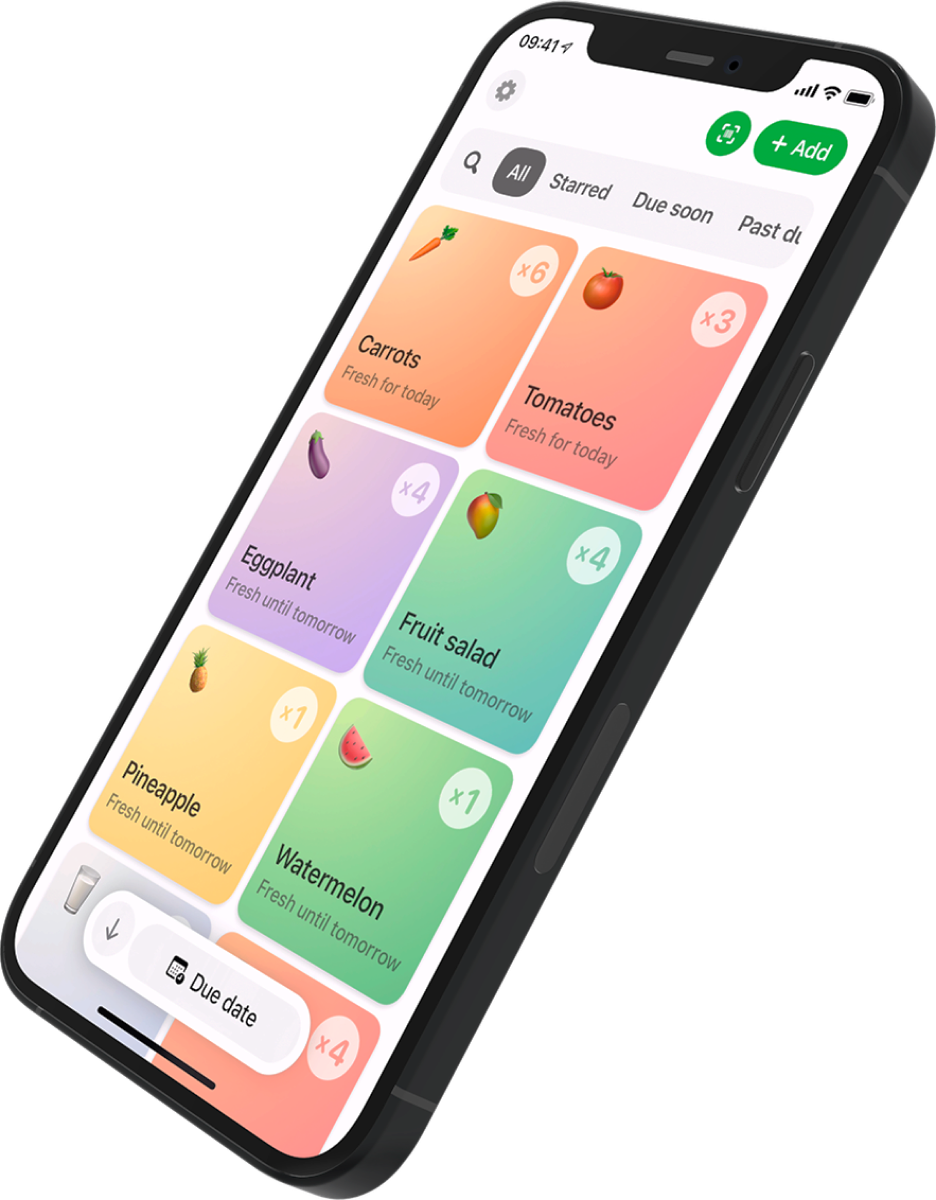 09:41
+ Add
All Starred Due soon Past du
×6
Carrots
Fresh for today
×3
Tomatoes
Fresh for today
×4
Eggplant
Fresh until tomorrow
×4
Fruit salad
Fresh until tomorrow
×1
Pineapple
Fresh until tomorrow
×1
Watermelon
Fresh until tomorrow
Due date
×4